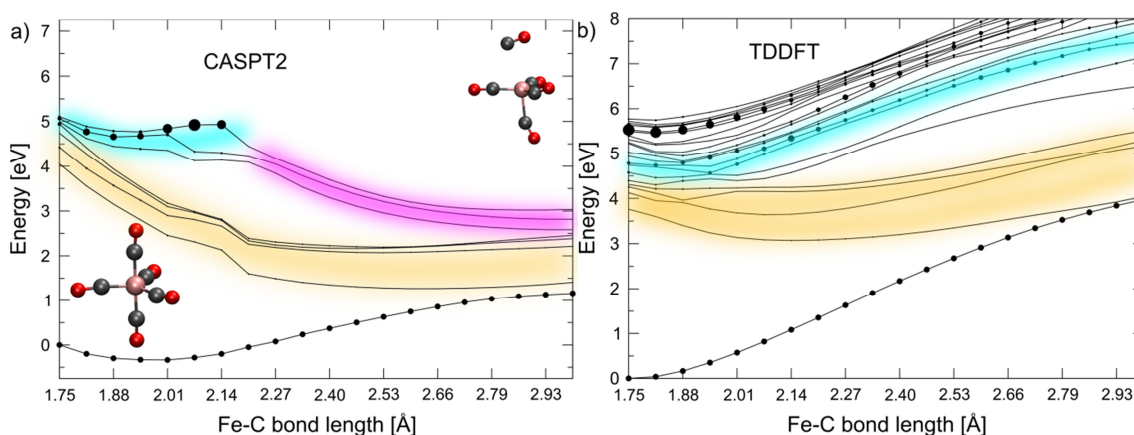 a)
CASPT2
Energy [eV]
7
6
5
4
3
2
1
0
1.75 1.88 2.01 2.14 2.27 2.40 2.53 2.66 2.79 2.93
Fe-C bond length [Å]
b)
TDDFT
Energy [eV]
8
7
6
5
4
3
2
1
0
1.75 1.88 2.01 2.14 2.27 2.40 2.53 2.66 2.79 2.93
Fe-C bond length [Å]